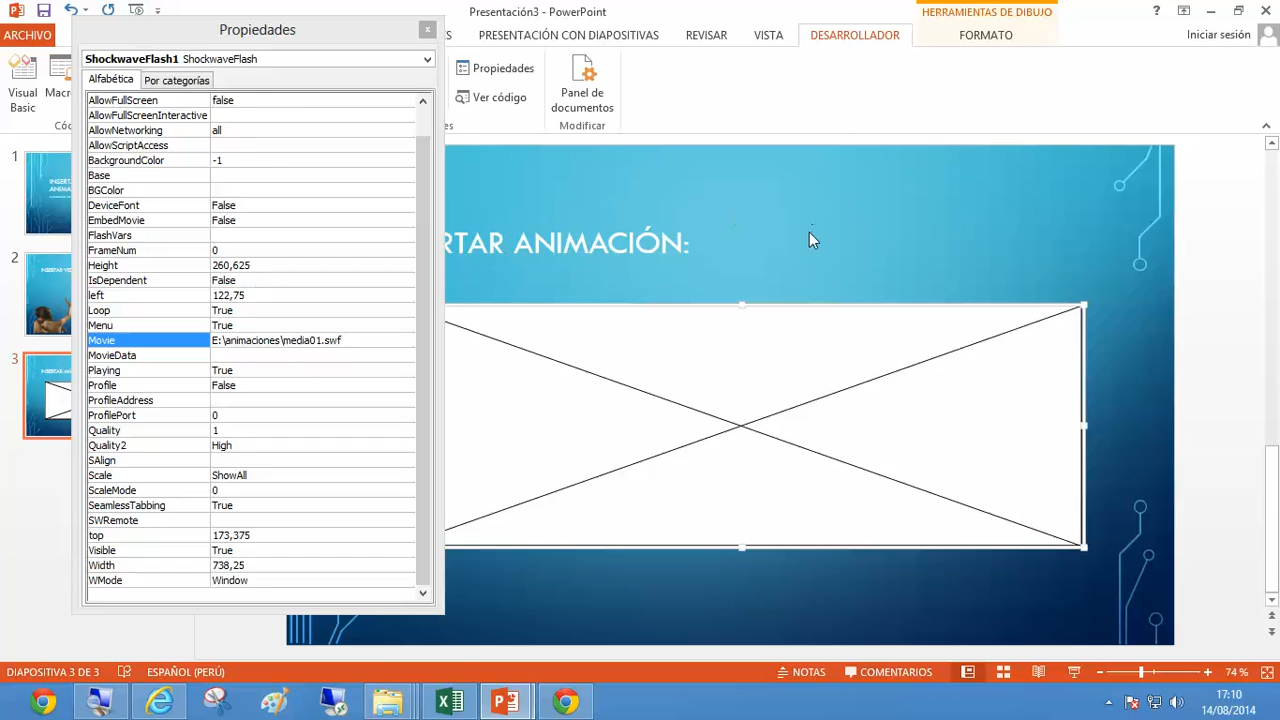 Presentación3 - PowerPoint
HERRAMIENTAS DE DIBUJO
?
ARCHIVO
PRESENTACIÓN CON DIAPOSITIVAS
REVISAR
VISTA
DESARROLLADOR
FORMATO
Iniciar sesión
Visual
Basic
Propiedades
Ver código
Panel de
documentos
Modificar
Propiedades
x
ShockwaveFlash1 ShockwaveFlash
Alfabética
Por categorías
AllowFullScreen false
AllowFullScreenInteractive
AllowNetworking all
AllowScriptAccess
BackgroundColor -1
Base
BGColor
DeviceFont False
EmbedMovie False
FlashVars
FrameNum 0
Height 260,625
IsDependent False
left 122,75
Loop True
Menu True
Movie E:\animaciones\media01.swf
MovieData
Playing True
Profile False
ProfileAddress
ProfilePort 0
Quality 1
Quality2 High
SAlign
Scale ShowAll
ScaleMode 0
SeamlessTabbing True
SWRemote
top 173,375
Visible True
Width 738,25
WMode Window
1
2
3
RTAR ANIMACIÓN:
DIAPOSITIVA 3 DE 3
ESPAÑOL (PERÚ)
NOTAS
COMENTARIOS
74 %
17:10
14/08/2014